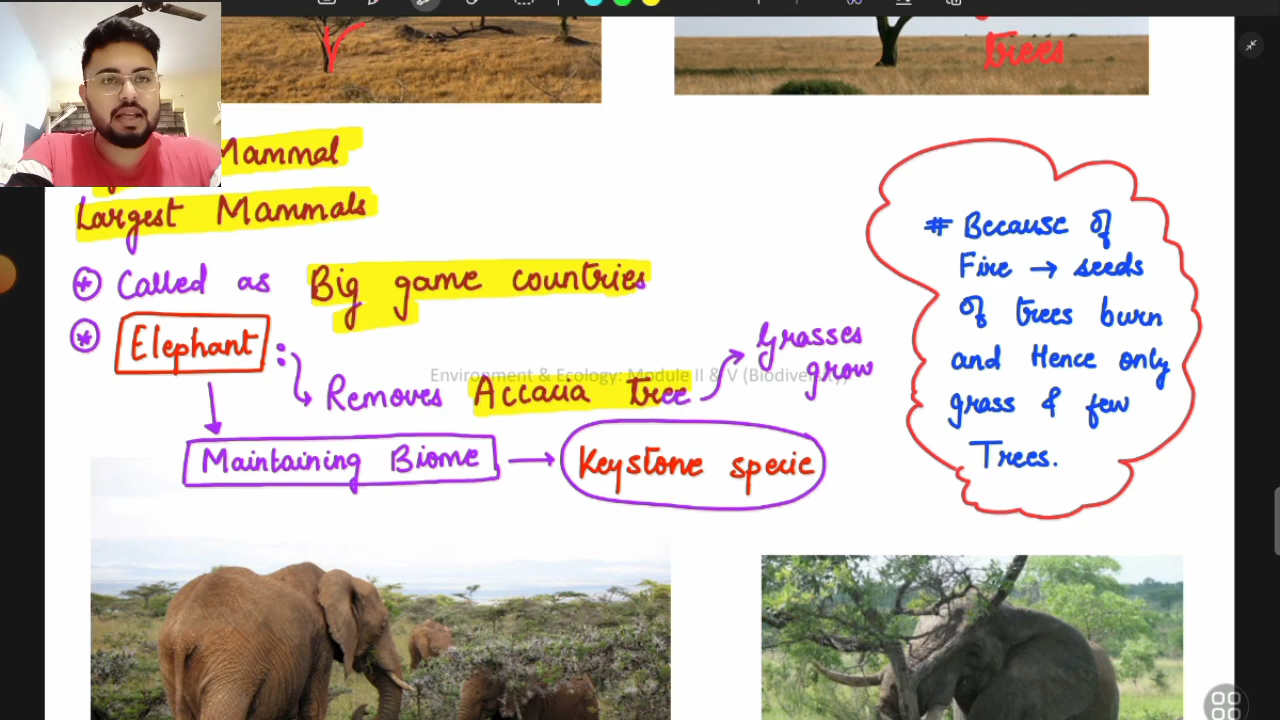 trees
Mammal
Largest Mammals
Called as Big game countries
Elephant :
Removes Accacia Tree
Grasses
grow
Environment & Ecology: Module II & V (Biodiversity)
Maintaining Biome → Keystone specie
# Because of
Fire → seeds
of trees burn
and Hence only
grass & few
Trees.